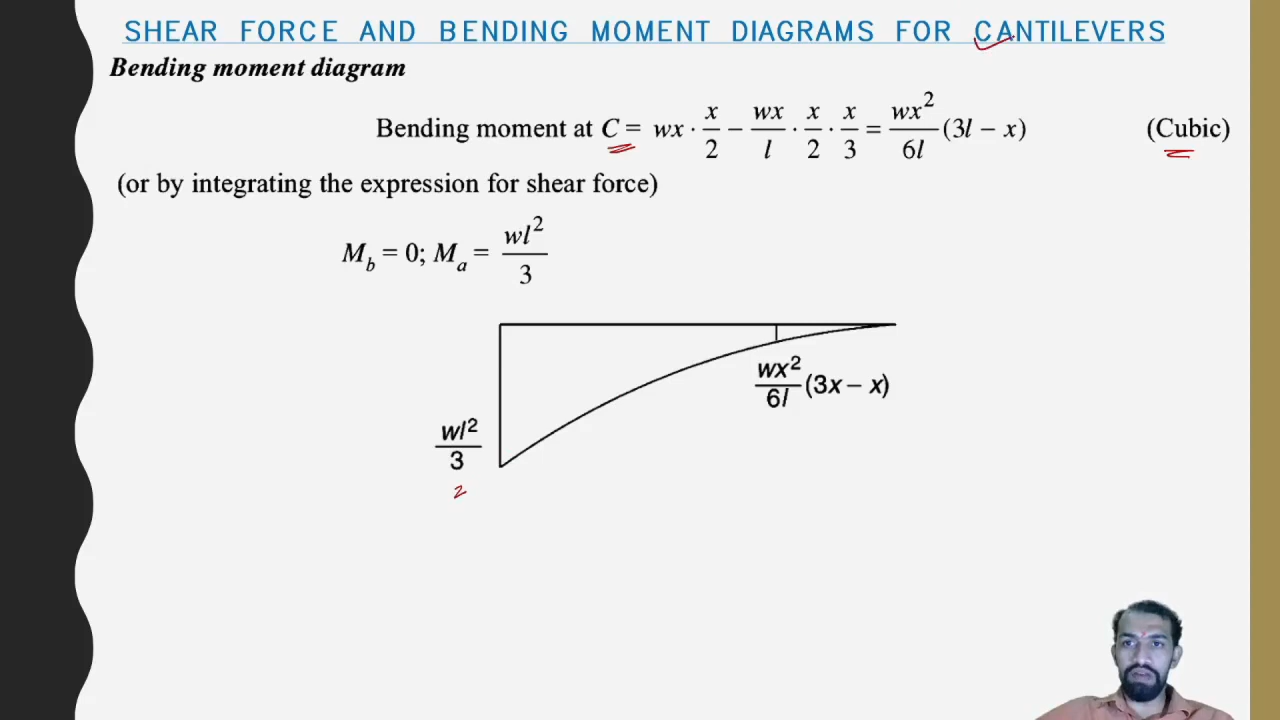 SHEAR FORCE AND BENDING MOMENT DIAGRAMS FOR CANTILEVERS
Bending moment diagram
Bending moment at C = wx · x/2 − wx/l · x/2 · x/3 = wx²/6l (3l − x) (Cubic)
(or by integrating the expression for shear force)
M_b = 0; M_a = wl²/3
wx²/6l (3x − x)
wl²/3